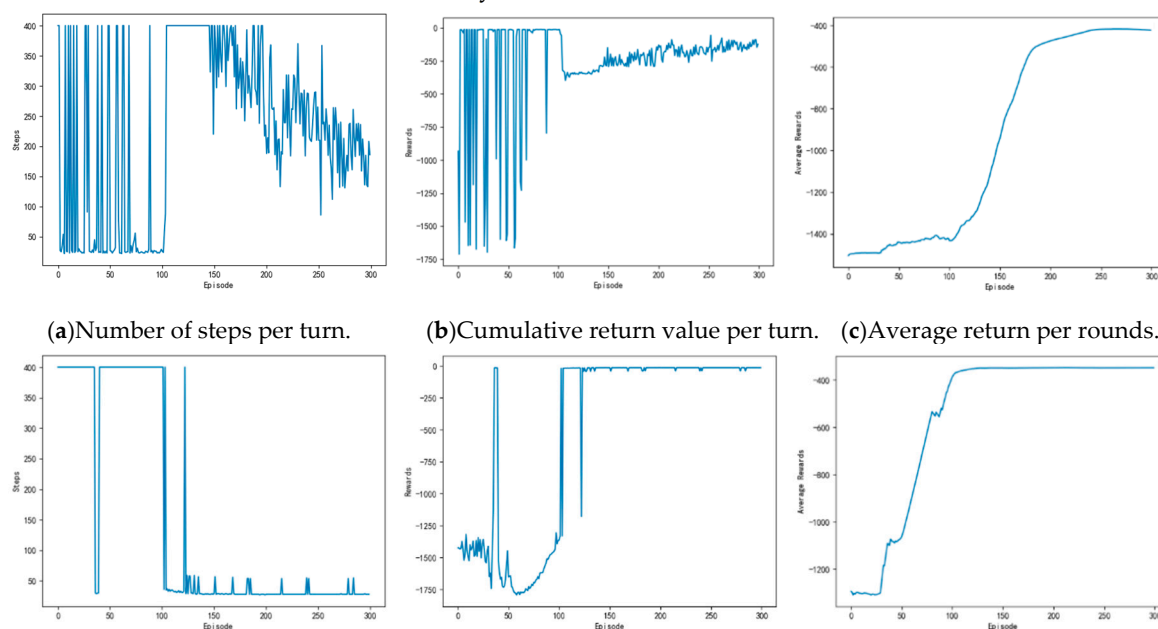 400
350
300
250
200
150
100
50
Steps
0 50 100 150 200 250 300
Episode
0
−250
−500
−750
−1000
−1250
−1500
−1750
Rewards
0 50 100 150 200 250 300
Episode
−400
−600
−800
−1000
−1200
−1400
Average Rewards
0 50 100 150 200 250 300
Episode
(a)Number of steps per turn.
(b)Cumulative return value per turn.
(c)Average return per rounds.
400
350
300
250
200
150
100
50
Steps
0 50 100 150 200 250 300
Episode
0
−250
−500
−750
−1000
−1250
−1500
−1750
Rewards
0 50 100 150 200 250 300
Episode
−400
−600
−800
−1000
−1200
Average Rewards
0 50 100 150 200 250 300
Episode